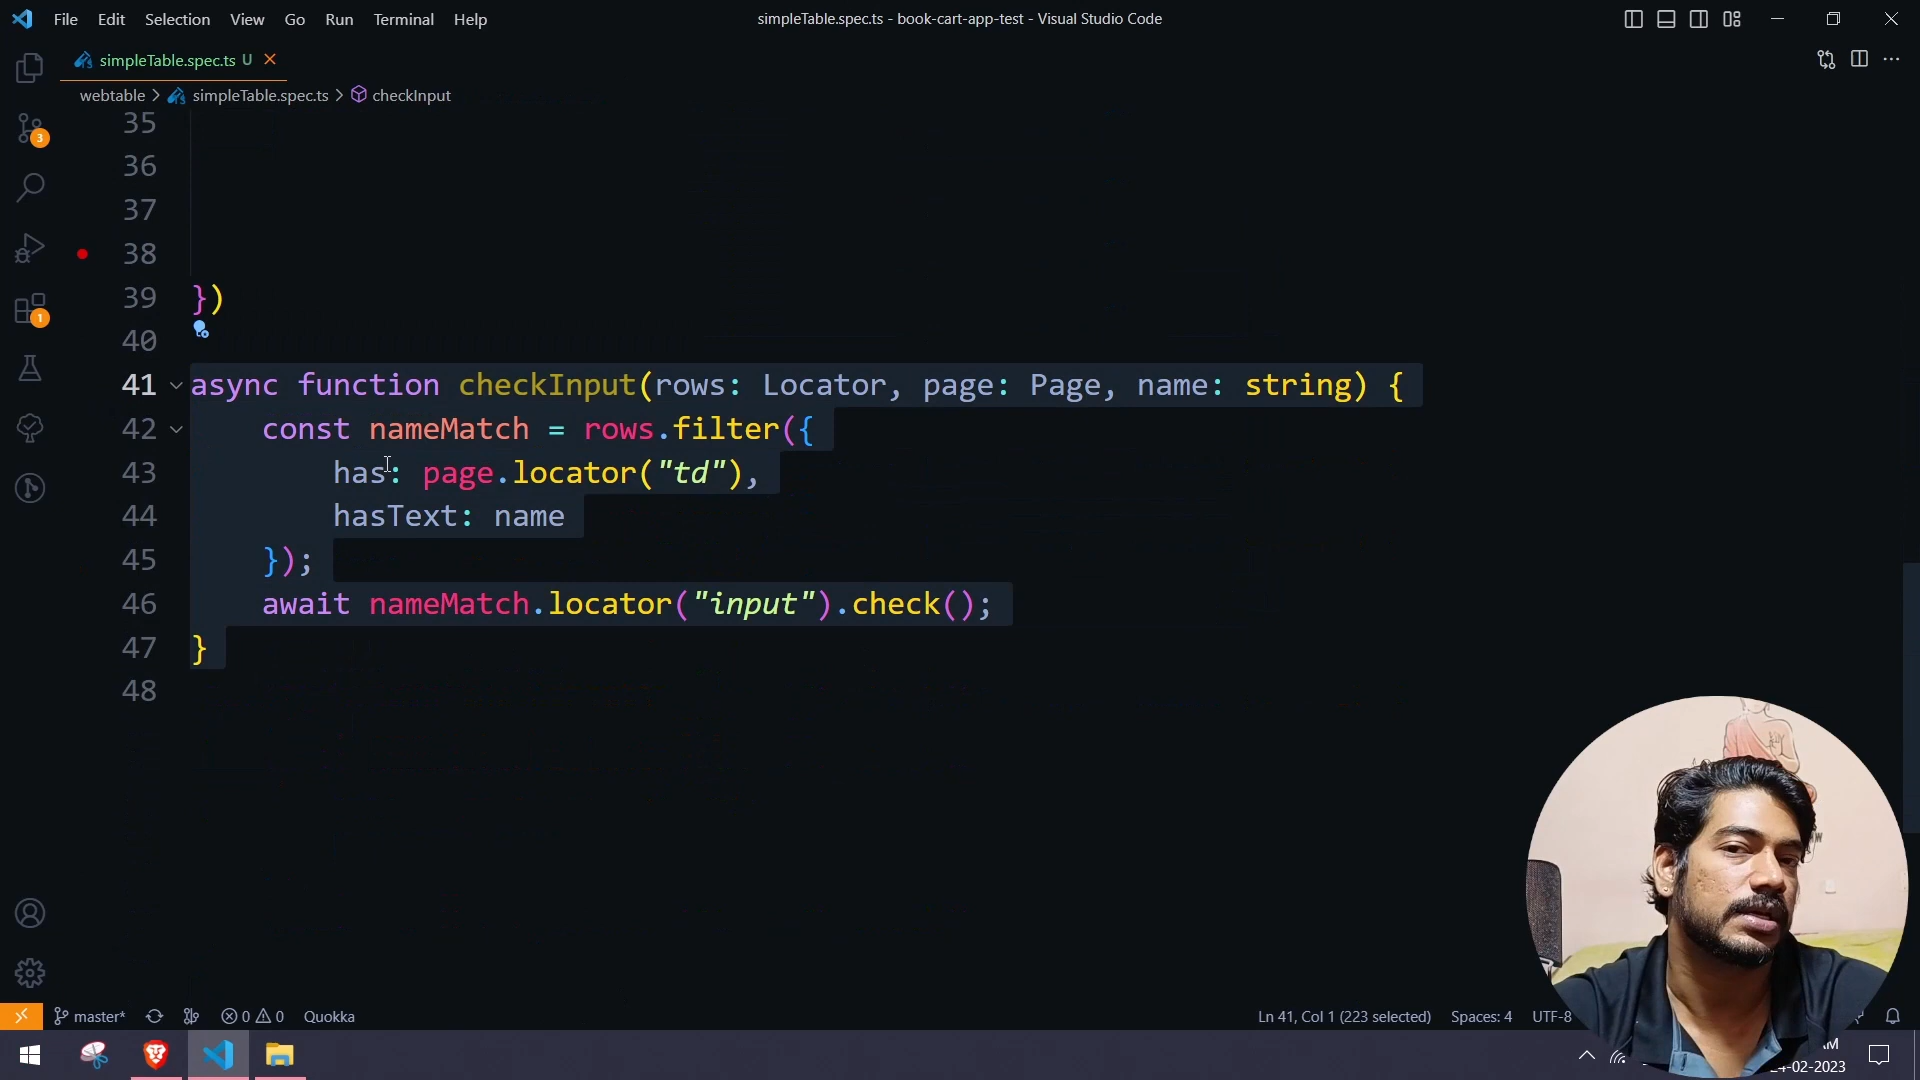 File Edit Selection View Go Run Terminal Help
simpleTable.spec.ts - book-cart-app-test - Visual Studio Code
simpleTable.spec.ts U
webtable > simpleTable.spec.ts > checkInput
35
36
37
38
39 })
40
41 async function checkInput(rows: Locator, page: Page, name: string) {
42 const nameMatch = rows.filter({
43 has: page.locator("td"),
44 hasText: name
45 });
46 await nameMatch.locator("input").check();
47 }
48
3
1
master* 0 0 Quokka
Ln 41, Col 1 (223 selected) Spaces: 4 UTF-8